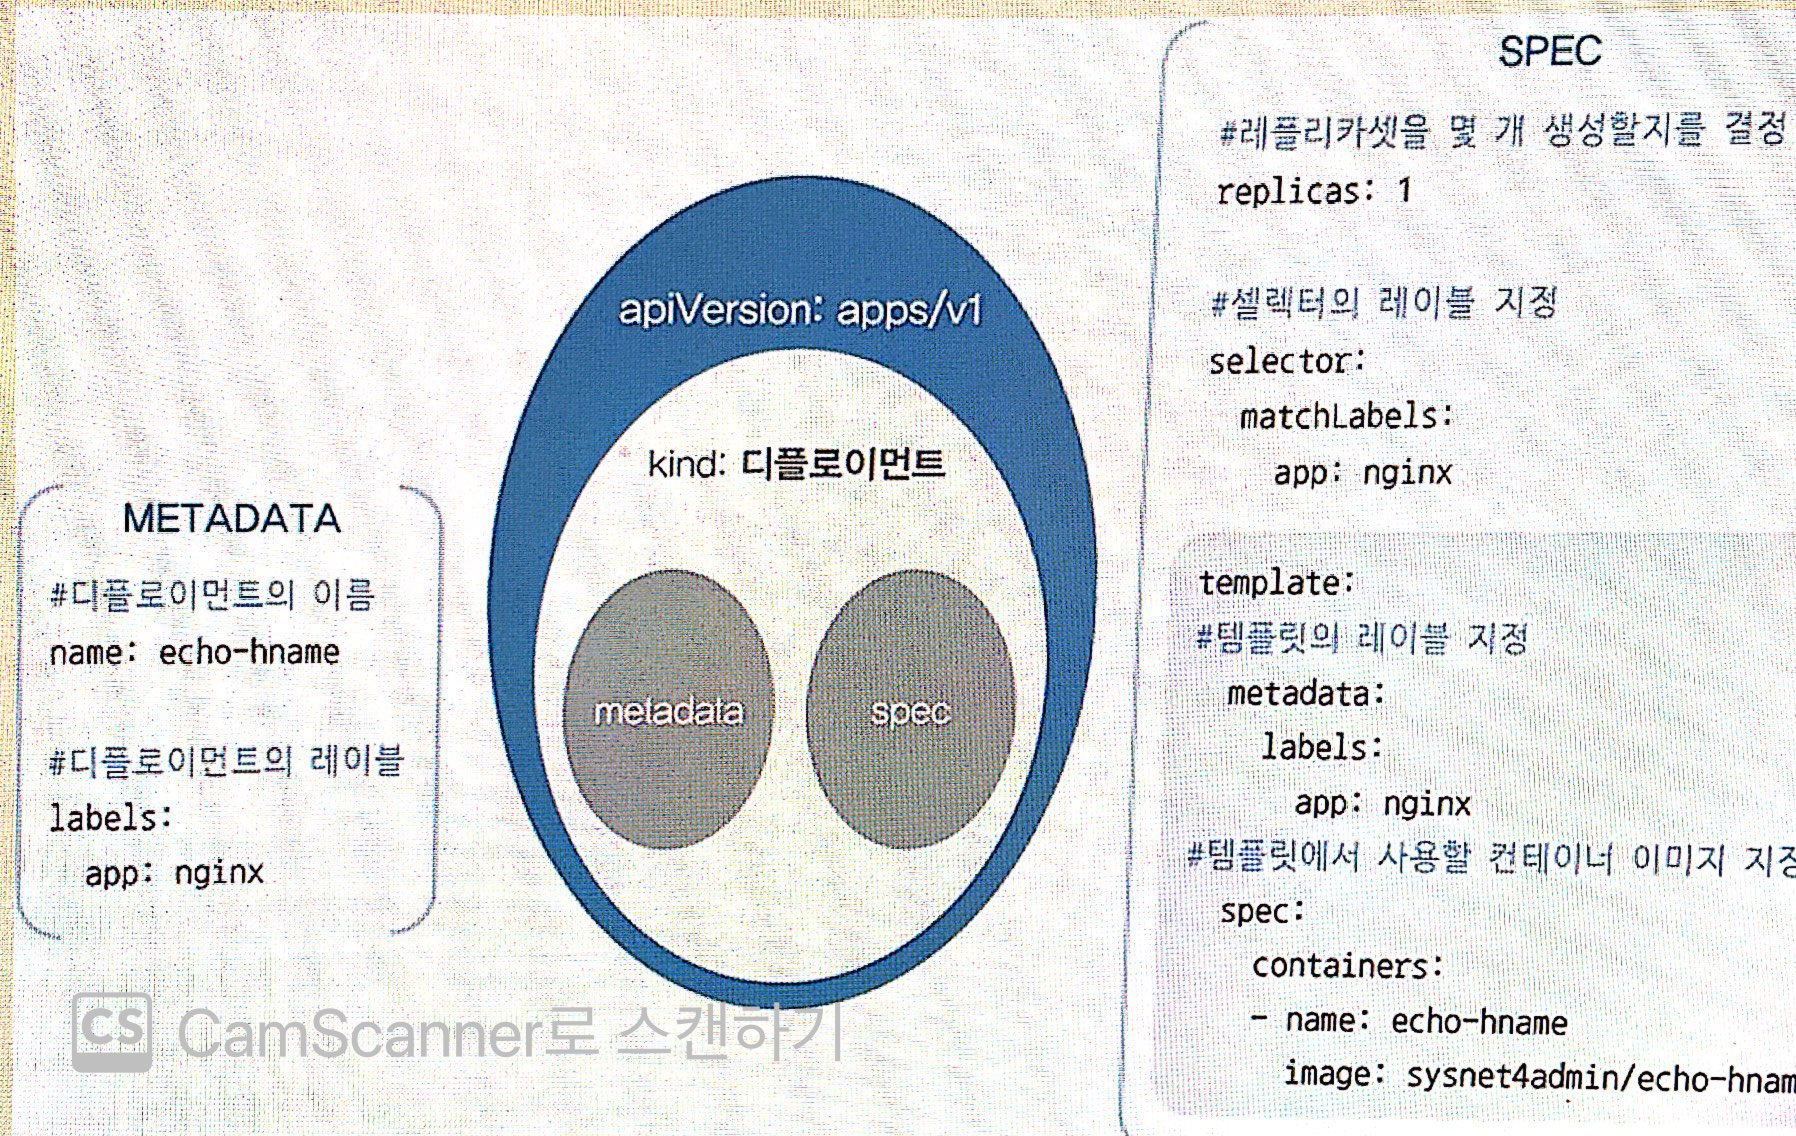 METADATA
#디플로이먼트의 이름
name: echo-hname
#디플로이먼트의 레이블
labels:
app: nginx
apiVersion: apps/v1
kind: 디플로이먼트
metadata
spec
SPEC
#레플리카셋을 몇 개 생성할지를 결정
replicas: 1
#셀렉터의 레이블 지정
selector:
matchLabels:
app: nginx
template:
#템플릿의 레이블 지정
metadata:
labels:
app: nginx
#템플릿에서 사용할 컨테이너 이미지 지정
spec:
containers:
- name: echo-hname
image: sysnet4admin/echo-hnam
CS CamScanner로 스캔하기